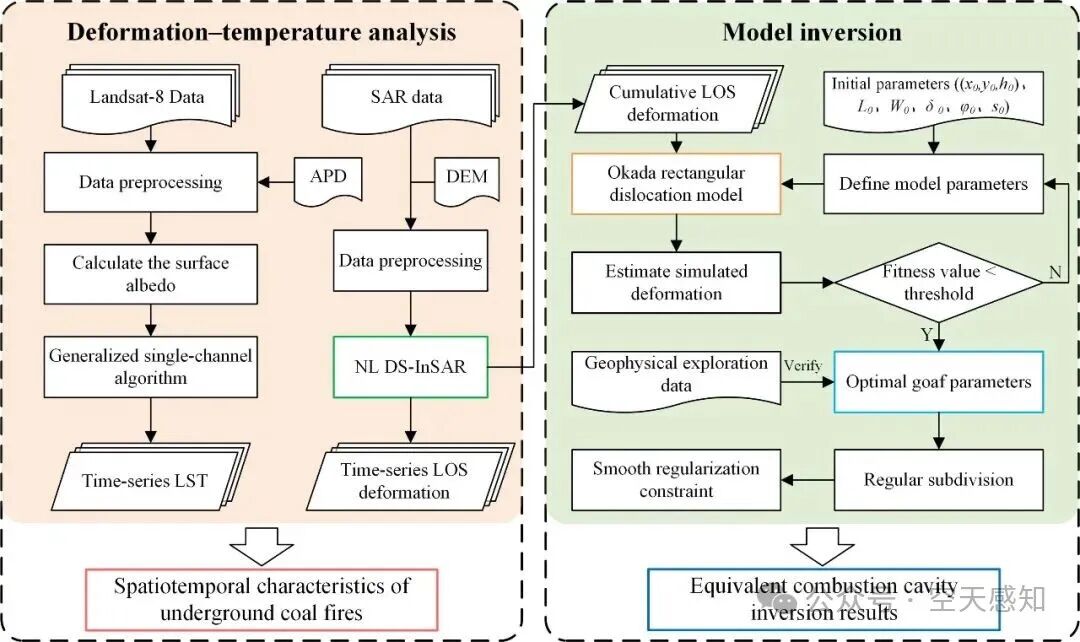 Deformation–temperature analysis
Landsat-8 Data
SAR data
Data preprocessing
APD
DEM
Calculate the surface
albedo
Data preprocessing
Generalized single-channel
algorithm
NL DS-InSAR
Time-series LST
Time-series LOS
deformation
Spatiotemporal characteristics of
underground coal fires
Model inversion
Cumulative LOS
deformation
Initial parameters ((x₀,y₀,h₀)、
L₀、W₀、δ₀、φ₀、s₀)
Okada rectangular
dislocation model
Define model parameters
Estimate simulated
deformation
Fitness value <
threshold
N
Y
Geophysical exploration
data
Verify
Optimal goaf parameters
Smooth regularization
constraint
Regular subdivision
Equivalent combustion cavity
inversion results
公众号 · 空天感知